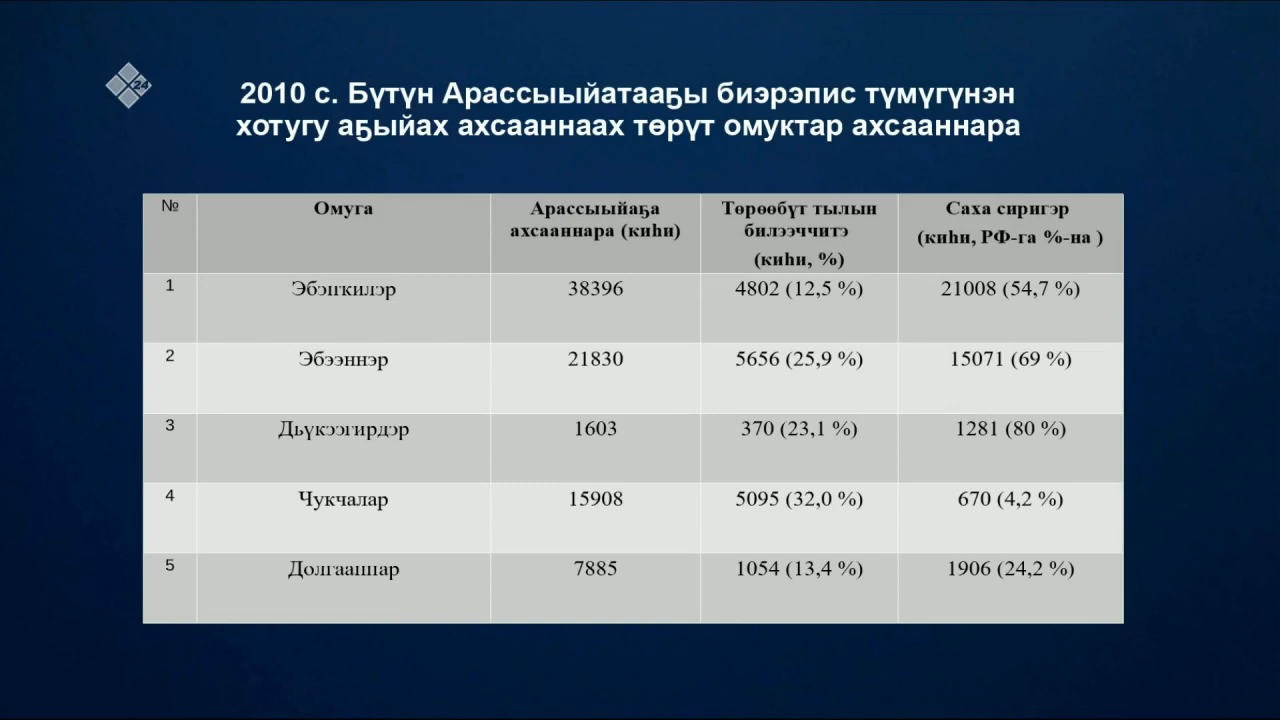 X24
2010 с. Бүтүн Арассыыйатааҕы биэрэпис түмүгүнэн
хотугу аҕыйах ахсааннаах төрүт омуктар ахсааннара
№ Омуга Арассыыйаҕа ахсааннара (киһи) Төрөөбүт тылын билээччитэ (киһи, %) Саха сиригэр (киһи, РФ-га %-на )
1 Эбэҥкилэр 38396 4802 (12,5 %) 21008 (54,7 %)
2 Эбээннэр 21830 5656 (25,9 %) 15071 (69 %)
3 Дьүкээгирдэр 1603 370 (23,1 %) 1281 (80 %)
4 Чукчалар 15908 5095 (32,0 %) 670 (4,2 %)
5 Долгааннар 7885 1054 (13,4 %) 1906 (24,2 %)